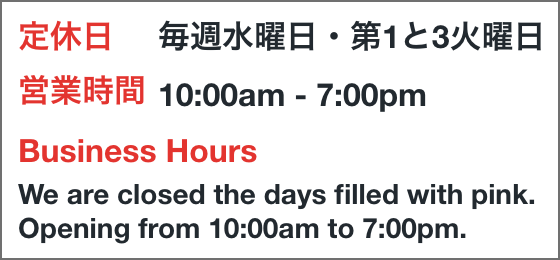 定休日 毎週水曜日・第1と3火曜日
営業時間 10:00am - 7:00pm
Business Hours
We are closed the days filled with pink.
Opening from 10:00am to 7:00pm.